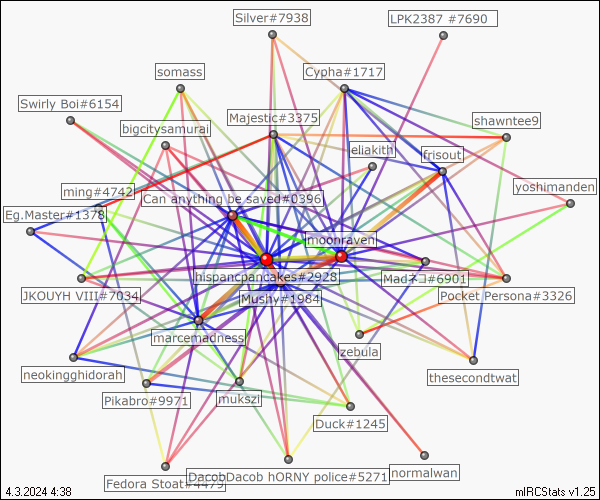 Silver#7938
LPK2387 #7690
somass
Cypha#1717
Swirly Boi#6154
Majestic#3375
shawntee9
bigcitysamurai
eliakith
frisout
ming#4742
yoshimanden
Can anything be saved#0396
Eg.Master#1378
moonraven
hispancpancakes#2928
Madネコ#6901
JKOUYH VIII#7034
Mushy#1984
Pocket Persona#3326
marcemadness
zebula
neokingghidorah
thesecondtwat
Pikabro#9971
mukszi
Duck#1245
DacobDacob hORNY police#5271
normalwan
Fedora Stoat#4475
4.3.2024 4:38
mIRCStats v1.25